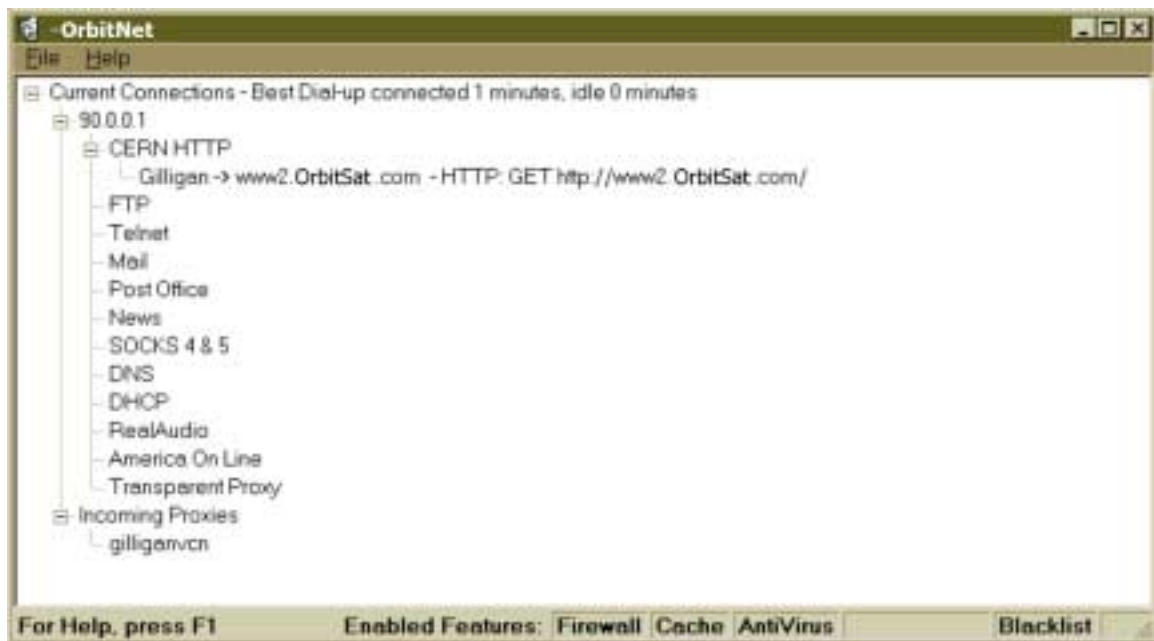 -OrbitNet
File Help
Current Connections - Best Dial-up connected 1 minutes, idle 0 minutes
90.0.0.1
CERN HTTP
Gilligan -> www2.OrbitSat .com - HTTP: GET http://www2.OrbitSat.com/
FTP
Telnet
Mail
Post Office
News
SOCKS 4 & 5
DNS
DHCP
RealAudio
America On Line
Transparent Proxy
Incoming Proxies
gilliganvcn
For Help, press F1 Enabled Features: Firewall Cache AntiVirus Blacklist